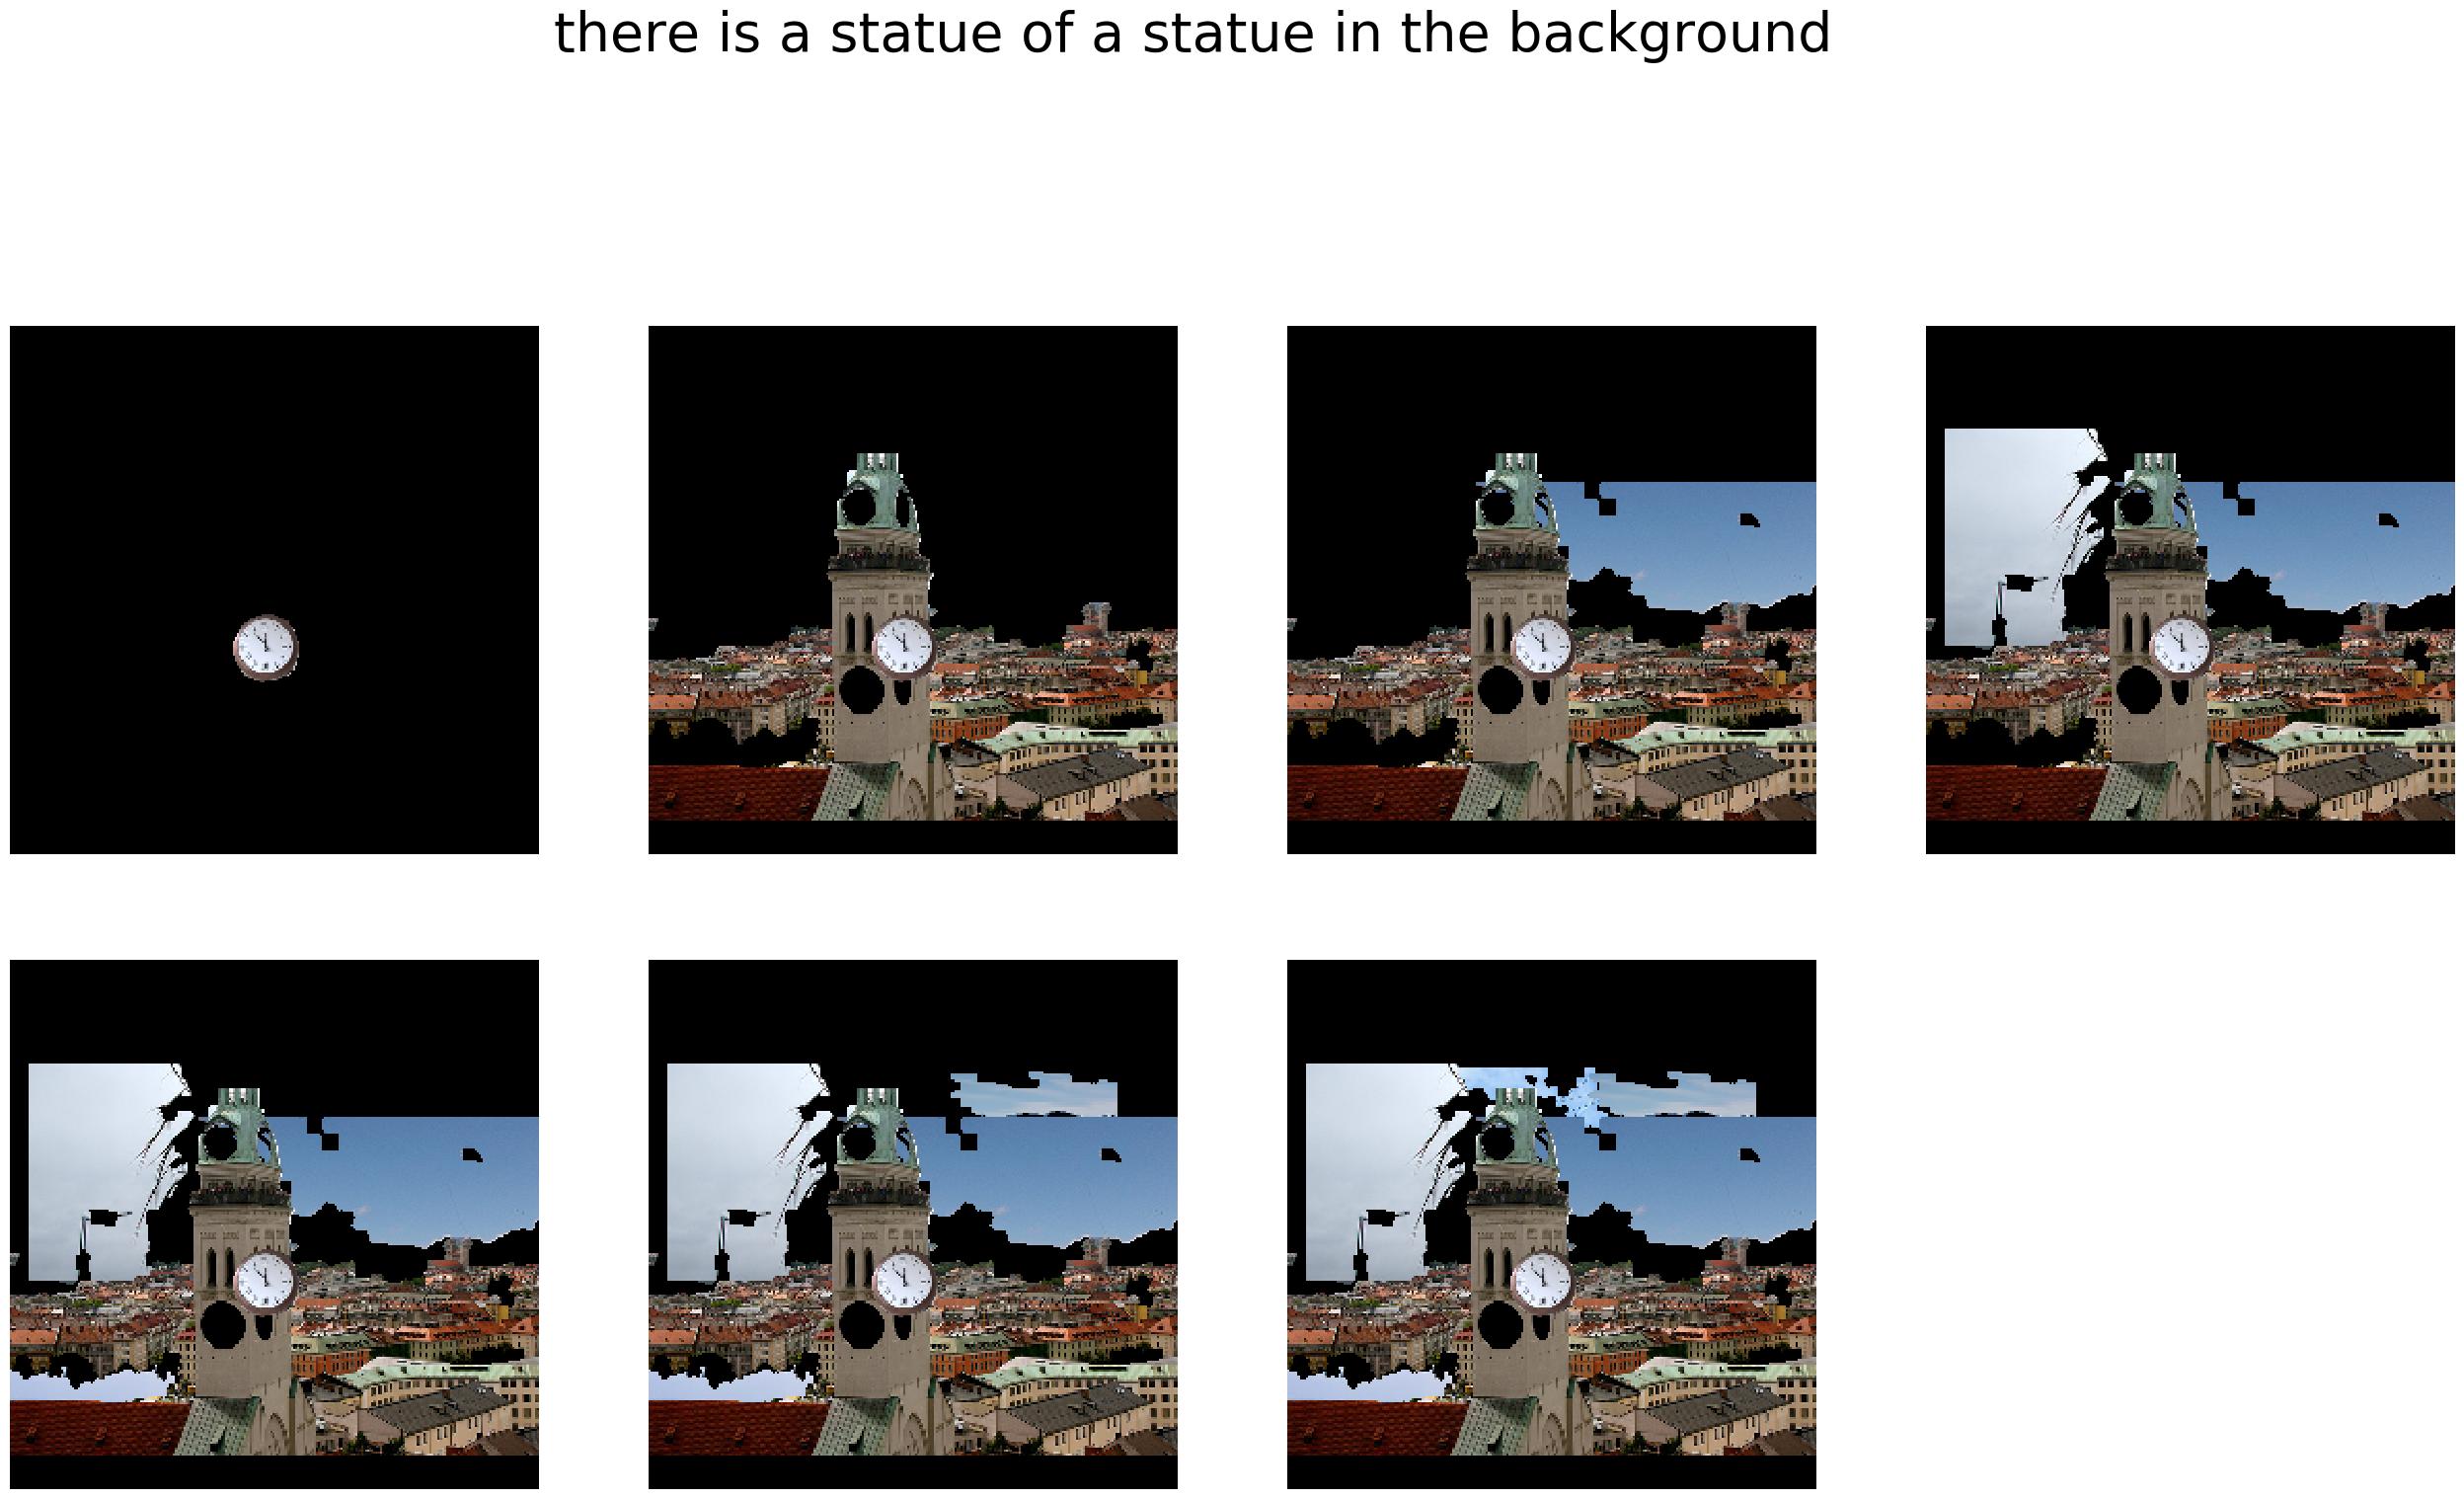 there is a statue of a statue in the background